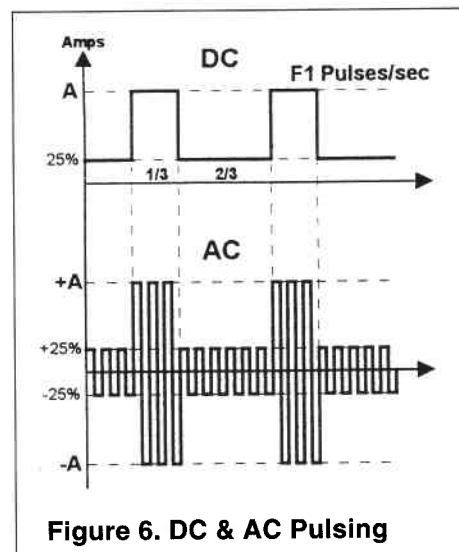 Amps
DC
F1 Pulses/sec
A
25%
1/3 2/3
AC
+A
+25%
-25%
-A
Figure 6. DC & AC Pulsing